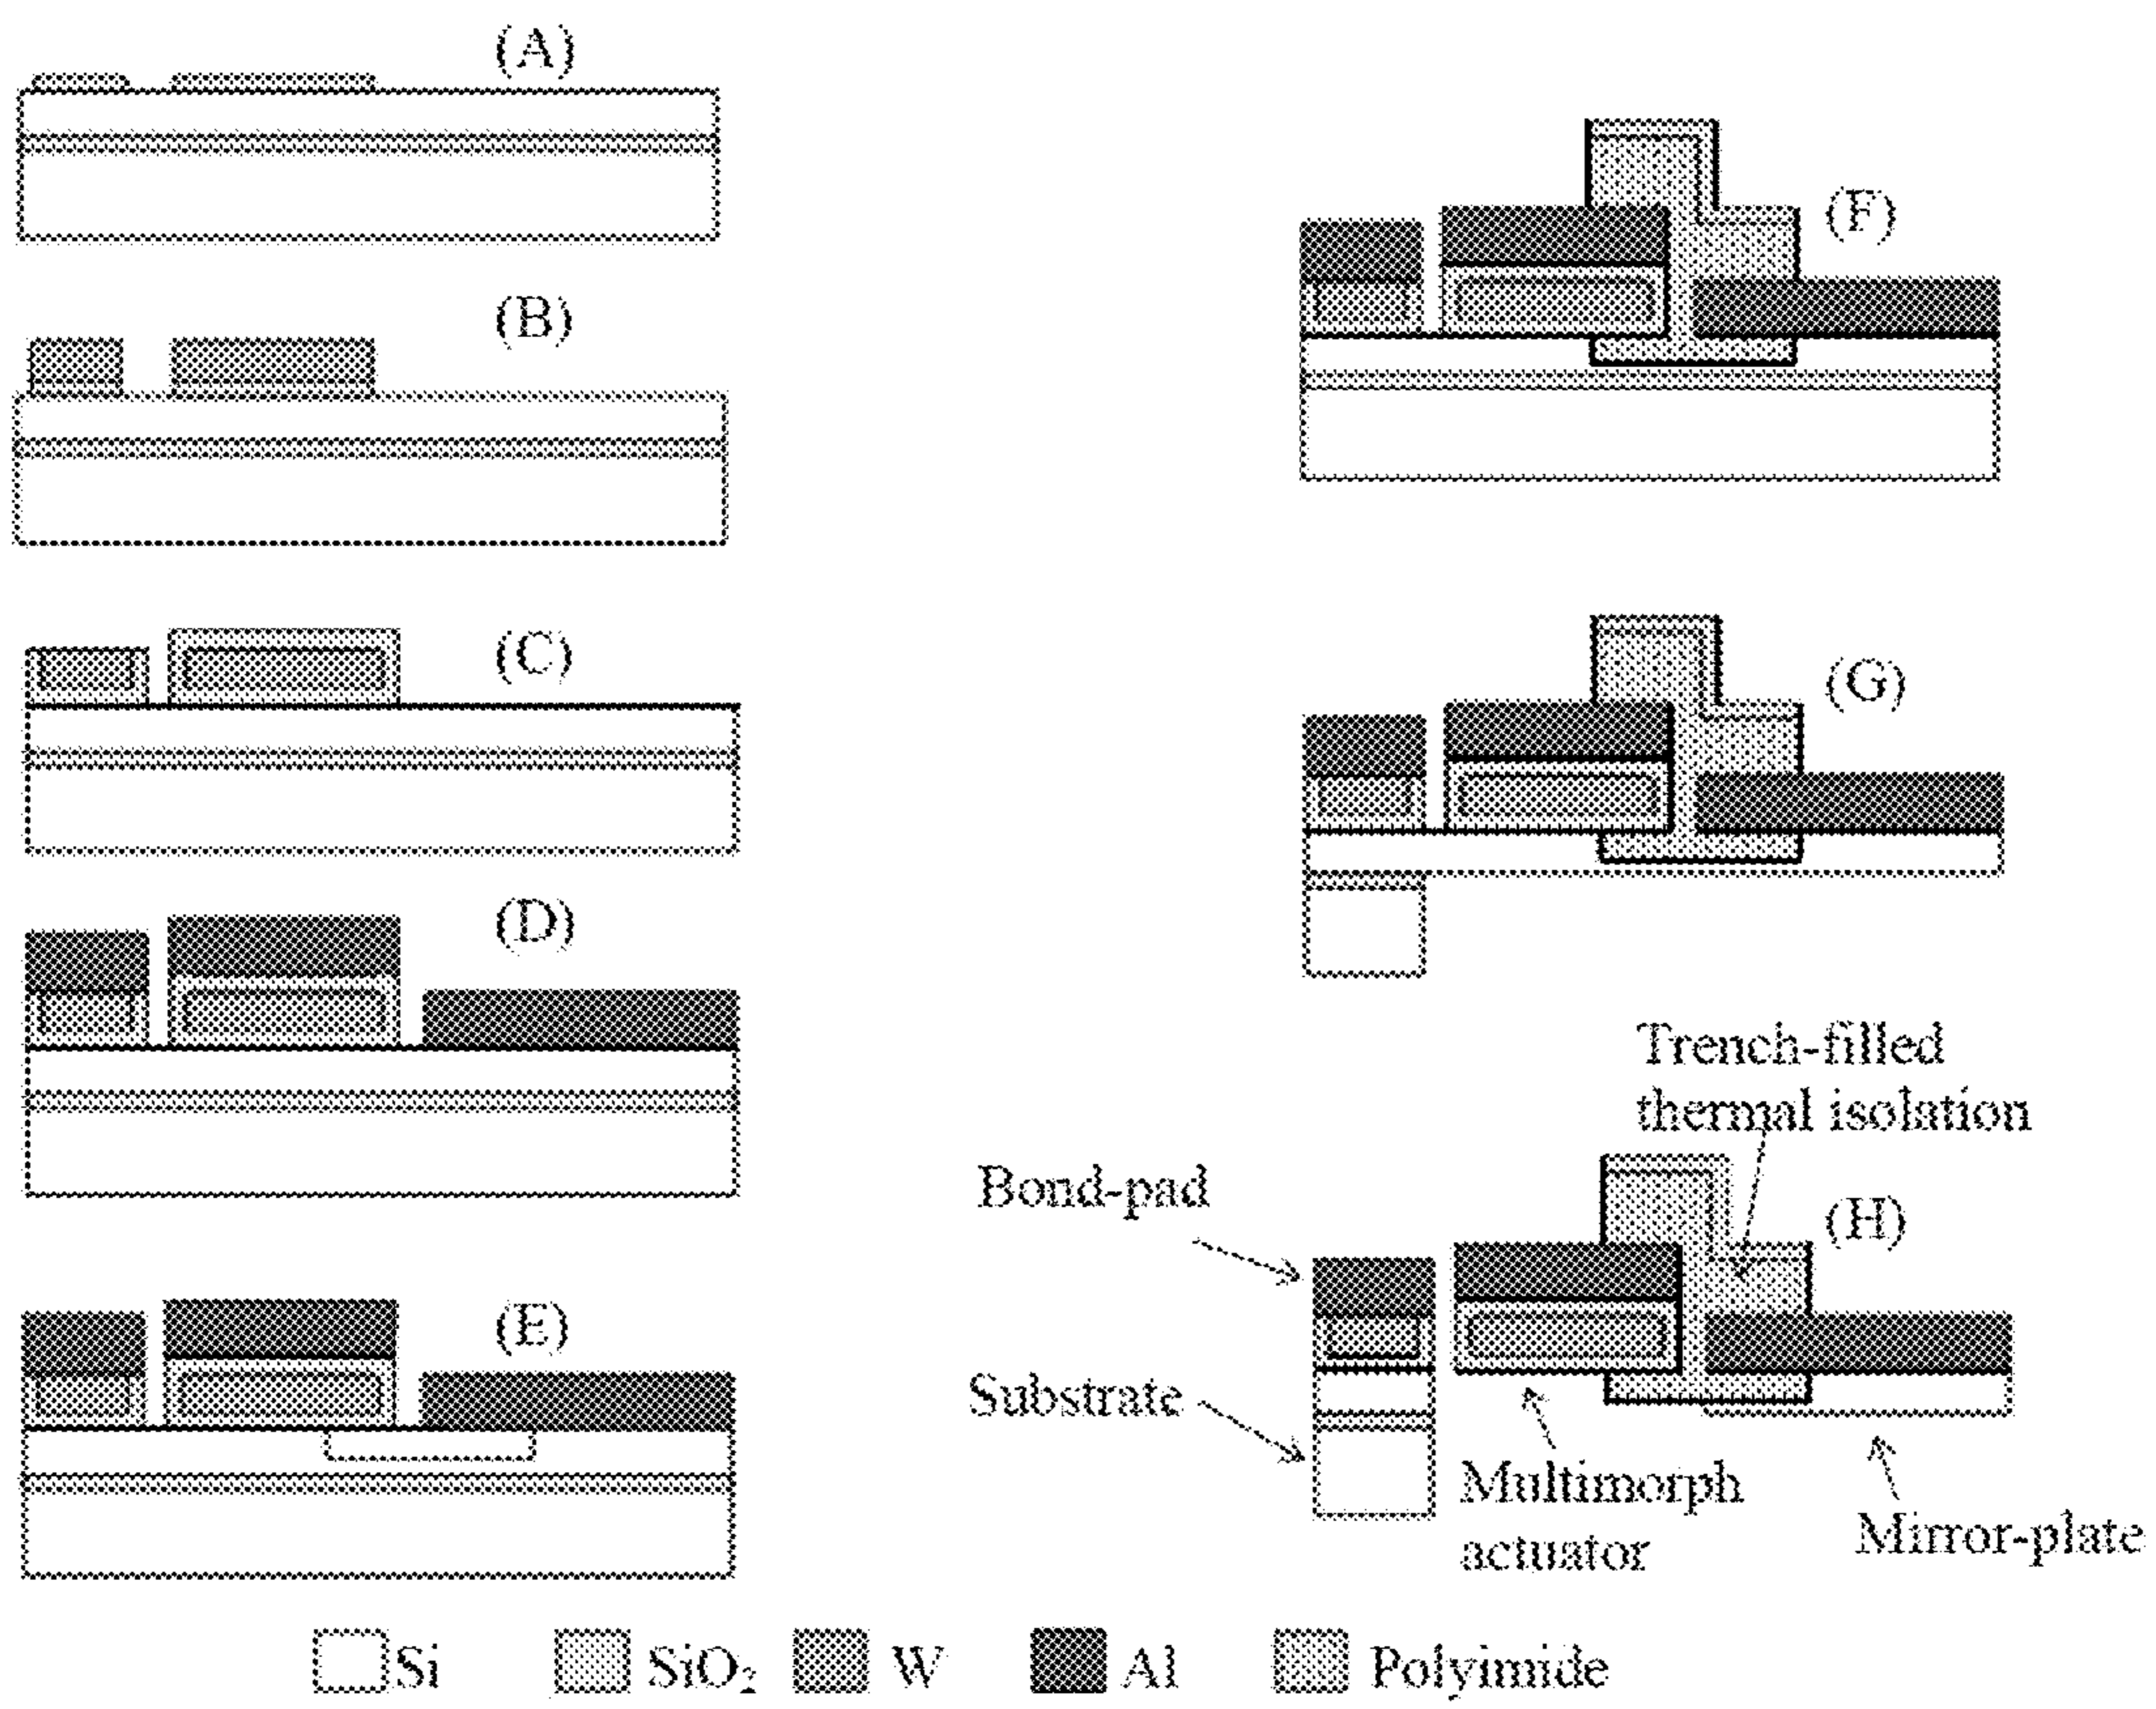 (A)
(B)
(C)
(D)
(E)
(F)
(G)
Trench-filled
thermal isolation
Bond-pad
(H)
Substrate
Multimorph
actuator
Mirror-plate
Si
SiO₂
W
Al
Polyimide